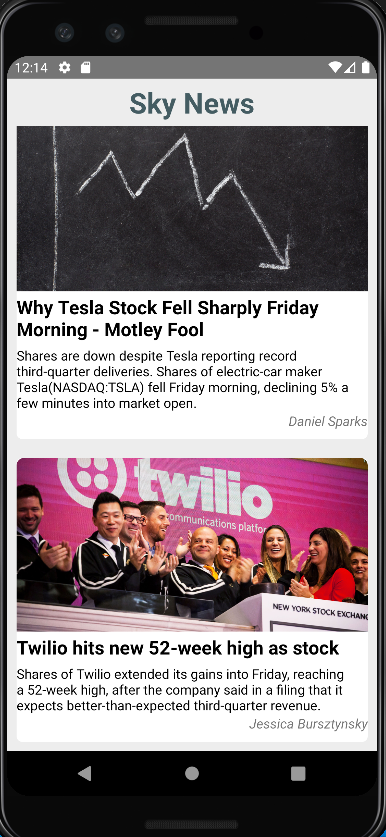 12:14
Sky News
Why Tesla Stock Fell Sharply Friday
Morning - Motley Fool
Shares are down despite Tesla reporting record
third-quarter deliveries. Shares of electric-car maker
Tesla(NASDAQ:TSLA) fell Friday morning, declining 5% a
few minutes into market open.
Daniel Sparks
twilio
communications platfo
NEW YORK STOCK EXCHANG
Twilio hits new 52-week high as stock
Shares of Twilio extended its gains into Friday, reaching
a 52-week high, after the company said in a filing that it
expects better-than-expected third-quarter revenue.
Jessica Bursztynsky